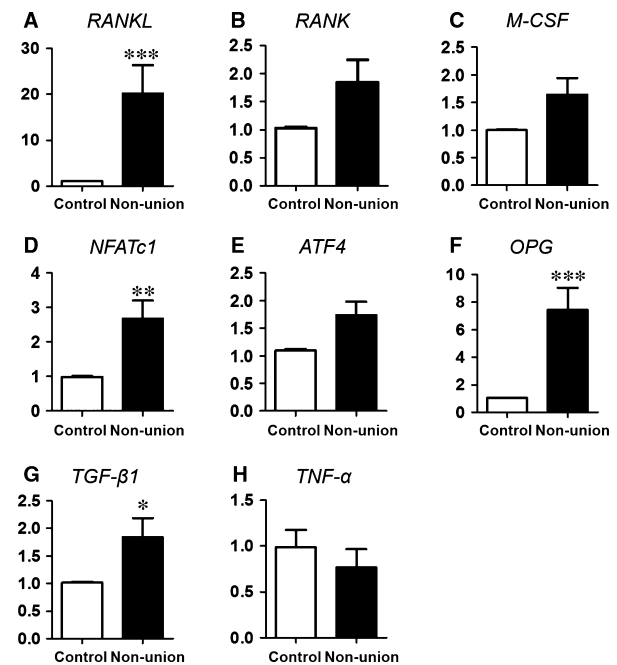 A RANKL
30
20
10
0
***
Control Non-union
B RANK
2.5
2.0
1.5
1.0
0.5
0.0
Control Non-union
C M-CSF
2.5
2.0
1.5
1.0
0.5
0.0
Control Non-union
D NFATc1
4
3
2
1
0
**
Control Non-union
E ATF4
2.5
2.0
1.5
1.0
0.5
0.0
Control Non-union
F OPG
10
8
6
4
2
0
***
Control Non-union
G TGF-β1
2.5
2.0
1.5
1.0
0.5
0.0
*
Control Non-union
H TNF-α
1.5
1.0
0.5
0.0
Control Non-union